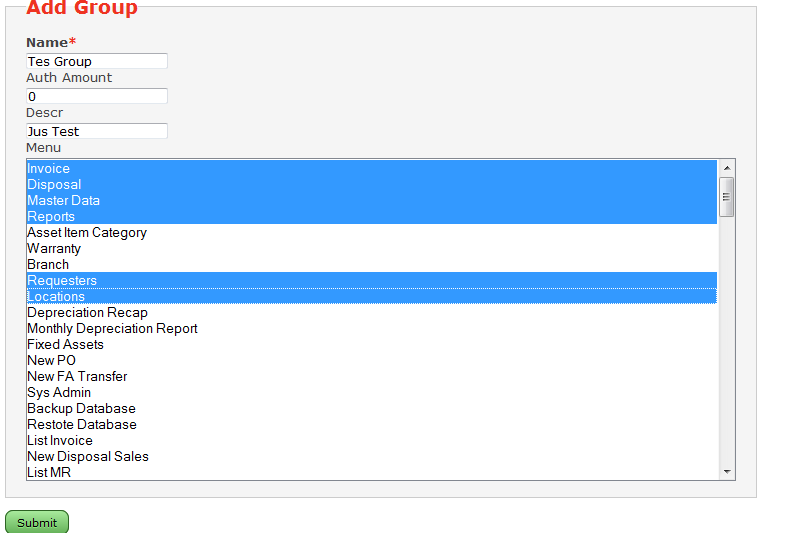 Add Group
Name*
Tes Group
Auth Amount
0
Descr
Jus Test
Menu
Invoice
Disposal
Master Data
Reports
Asset Item Category
Warranty
Branch
Requesters
Locations
Depreciation Recap
Monthly Depreciation Report
Fixed Assets
New PO
New FA Transfer
Sys Admin
Backup Database
Restote Database
List Invoice
New Disposal Sales
List MR
Submit